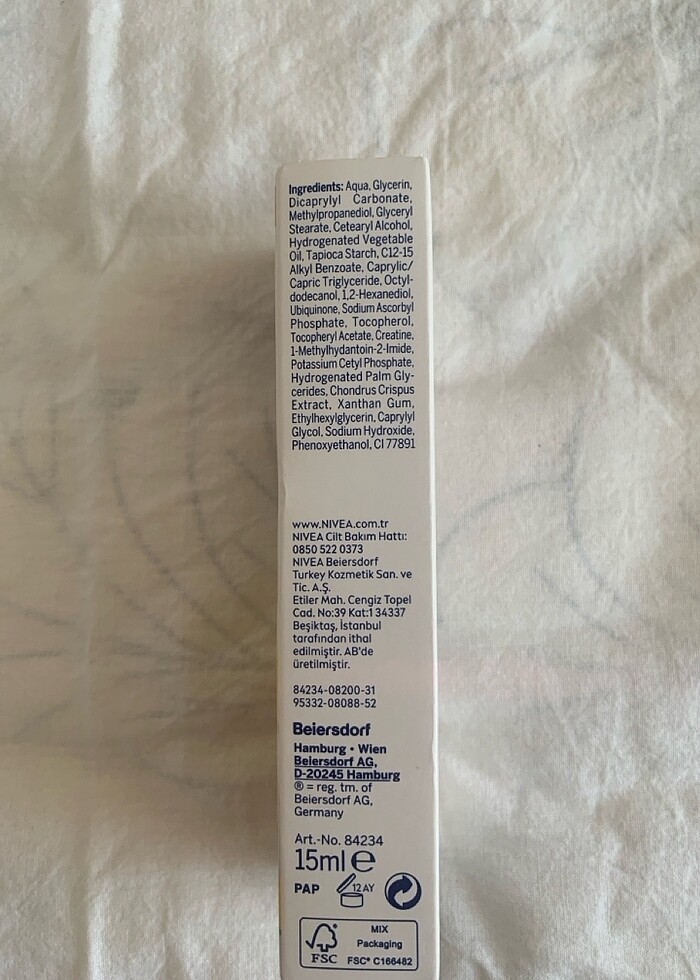 Ingredients: Aqua, Glycerin,
Dicaprylyl Carbonate,
Methylpropanediol, Glyceryl
Stearate, Cetearyl Alcohol,
Hydrogenated Vegetable
Oil, Tapioca Starch, C12-15
Alkyl Benzoate, Caprylic/
Capric Triglyceride, Octyl-
dodecanol, 1,2-Hexanediol,
Ubiquinone, Sodium Ascorbyl
Phosphate, Tocopherol,
Tocopheryl Acetate, Creatine,
1-Methylhydantoin-2-Imide,
Potassium Cetyl Phosphate,
Hydrogenated Palm Gly-
cerides, Chondrus Crispus
Extract, Xanthan Gum,
Ethylhexylglycerin, Caprylyl
Glycol, Sodium Hydroxide,
Phenoxyethanol, CI 77891
www.NIVEA.com.tr
NIVEA Cilt Bakım Hattı:
0850 522 0373
NIVEA Beiersdorf
Turkey Kozmetik San. ve
Tic. A.Ş.
Etiler Mah. Cengiz Topel
Cad. No:39 Kat:1 34337
Beşiktaş, İstanbul
tarafından ithal
edilmiştir. AB'de
üretilmiştir.
84234-08200-31
95332-08088-52
Beiersdorf
Hamburg • Wien
Beiersdorf AG,
D-20245 Hamburg
® = reg. tm. of
Beiersdorf AG,
Germany
Art.-No. 84234
15ml e
PAP 12 AY
MIX
Packaging
FSC FSC® C166482